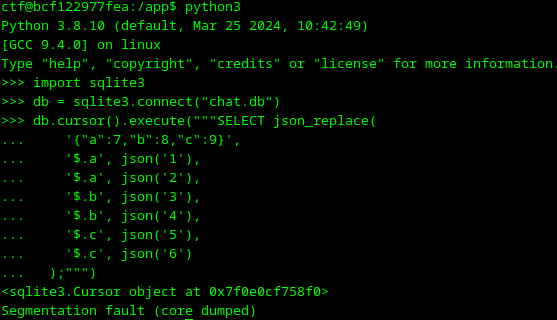 ctf@bcf122977fea:/app$ python3
Python 3.8.10 (default, Mar 25 2024, 10:42:49)
[GCC 9.4.0] on linux
Type "help", "copyright", "credits" or "license" for more information.
>>> import sqlite3
>>> db = sqlite3.connect("chat.db")
>>> db.cursor().execute("""SELECT json_replace(
...     '{"a":7,"b":8,"c":9}',
...     '$.a', json('1'),
...     '$.a', json('2'),
...     '$.b', json('3'),
...     '$.b', json('4'),
...     '$.c', json('5'),
...     '$.c', json('6')
...   );""")
<sqlite3.Cursor object at 0x7f0e0cf758f0>
Segmentation fault (core dumped)